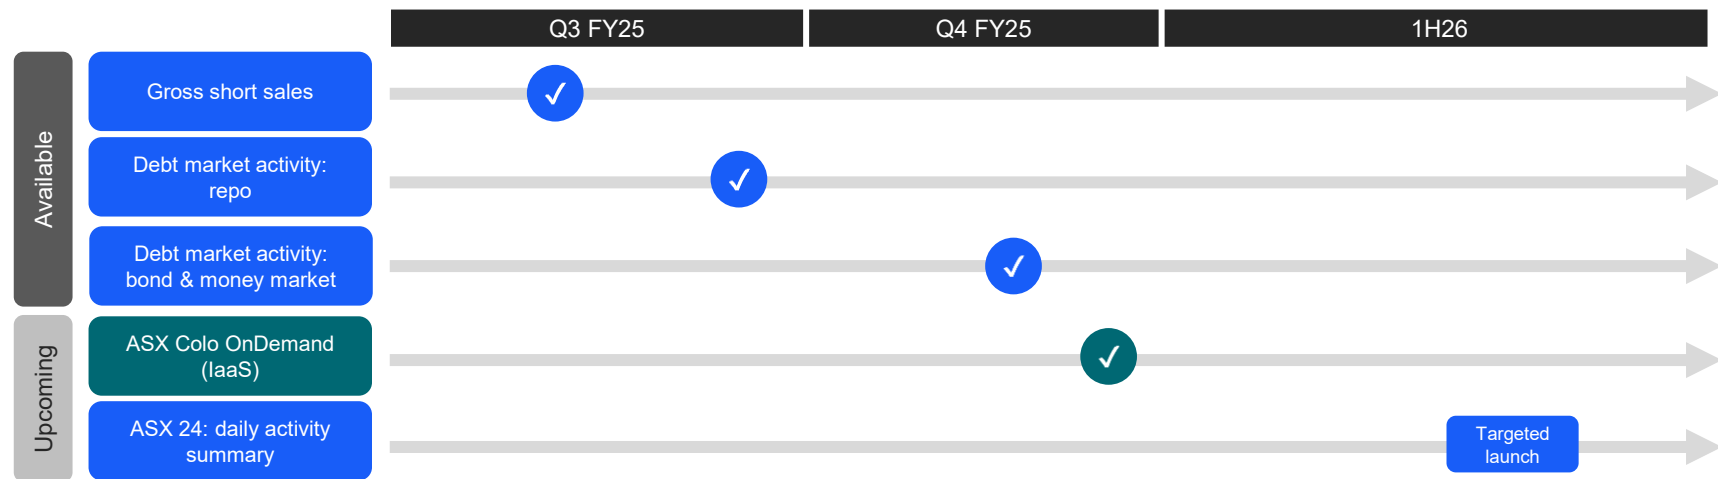 Q3 FY25
Q4 FY25
1H26
Available
Gross short sales
Debt market activity:
repo
Debt market activity:
bond & money market
Upcoming
ASX Colo OnDemand
(IaaS)
ASX 24: daily activity
summary
Targeted
launch